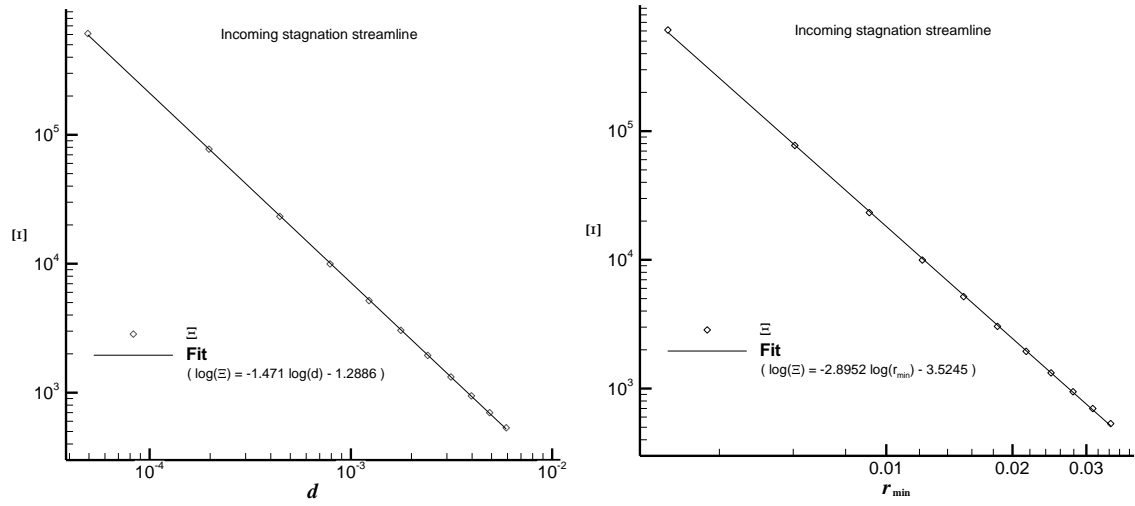 Incoming stagnation streamline
10^5
Ξ
10^4
Ξ
Fit
( log(Ξ) = -1.471 log(d) - 1.2886 )
10^3
10^-4
10^-3
10^-2
d
Incoming stagnation streamline
10^5
Ξ
10^4
Ξ
Fit
( log(Ξ) = -2.8952 log(r_min) - 3.5245 )
10^3
0.01
0.02
0.03
r_min